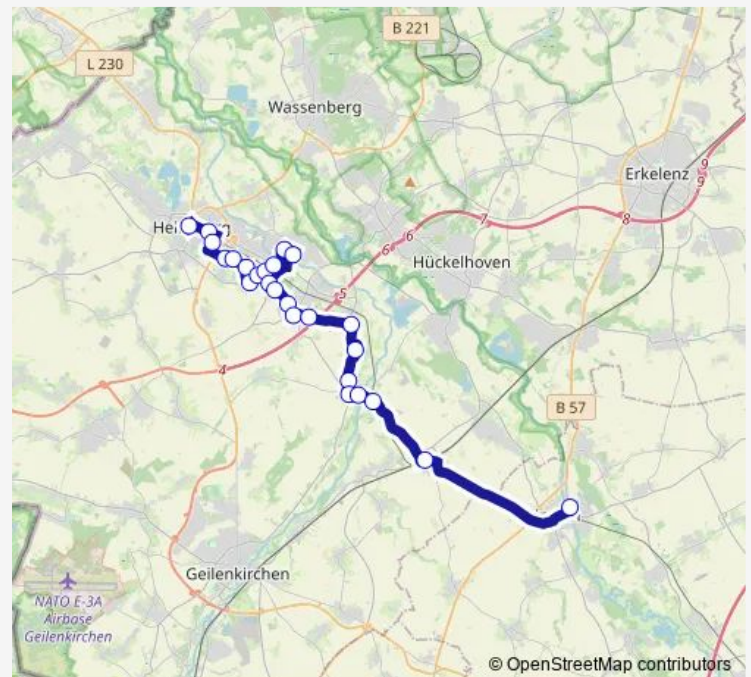 B 221
L 230
Wassenberg
Erkelenz
9
9
8
7
6
6
Hückelhoven
5
4
B 57
Geilenkirchen
NATO E-3A
Airbase
Geilenkirchen
© OpenStreetMap contributors